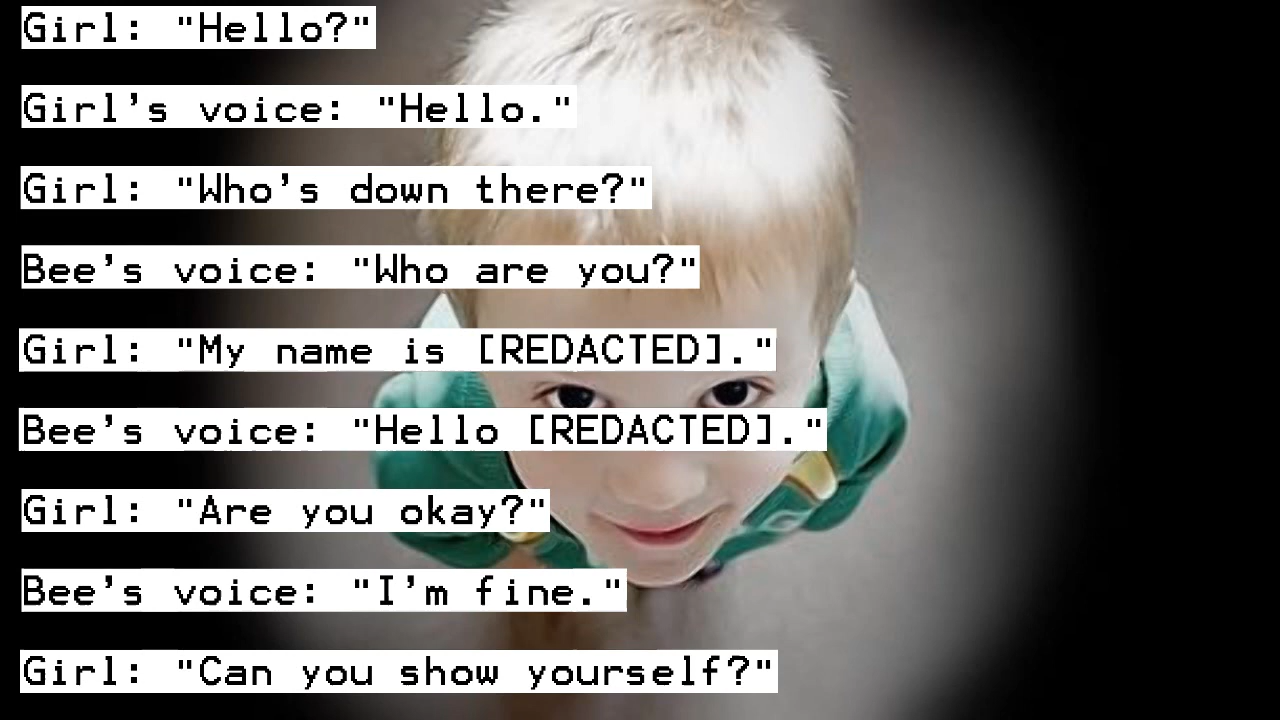 Girl: "Hello?"
Girl's voice: "Hello."
Girl: "Who's down there?"
Bee's voice: "Who are you?"
Girl: "My name is [REDACTED]."
Bee's voice: "Hello [REDACTED]."
Girl: "Are you okay?"
Bee's voice: "I'm fine."
Girl: "Can you show yourself?"